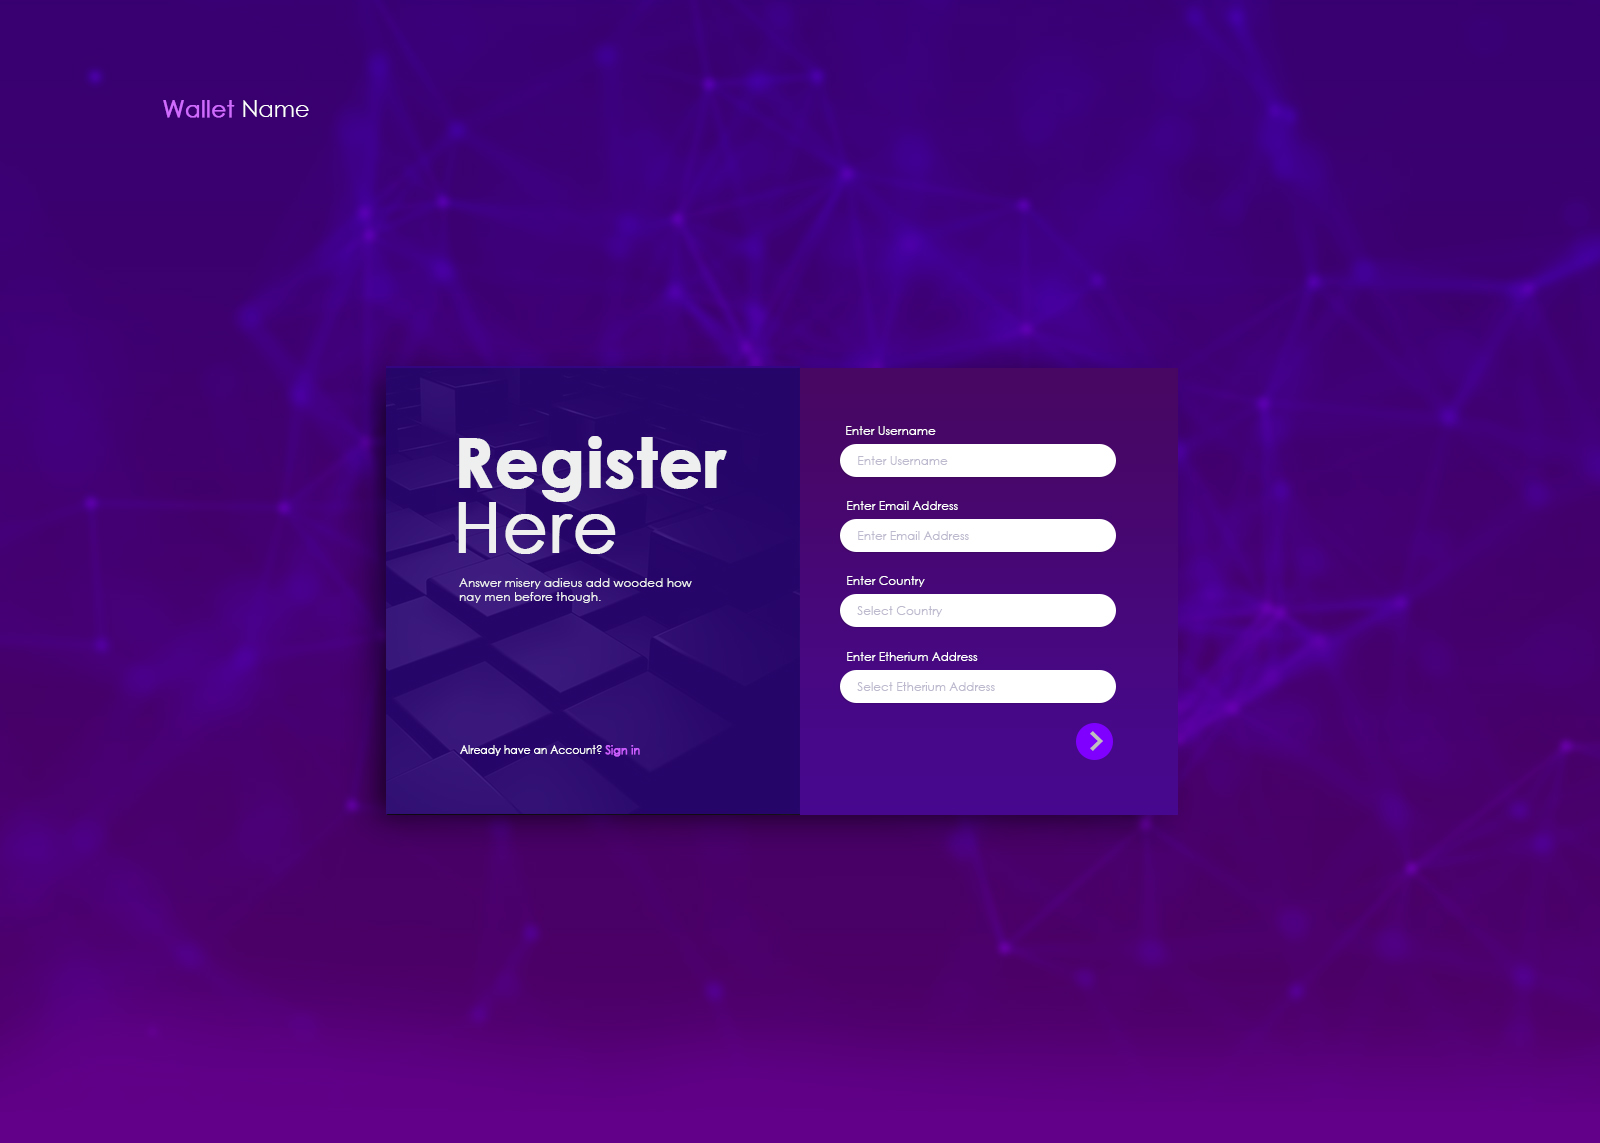 Wallet Name
Register
Here
Answer misery adieus add wooded how
nay men before though.
Already have an Account? Sign in
Enter Username
Enter Username
Enter Email Address
Enter Email Address
Enter Country
Select Country
Enter Etherium Address
Select Etherium Address